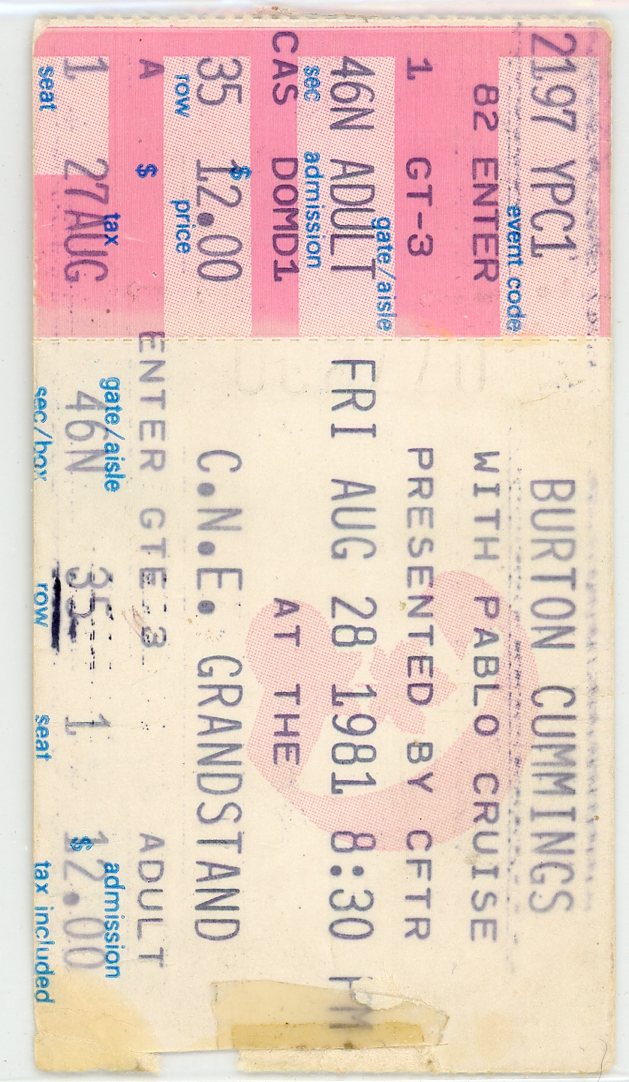 2197 YPC1
event code
82 ENTER
1 GT-3
gate/aisle
46N ADULT
sec admission
CAS DOMD1
$
35 12.00
row price
A $
tax
1 27AUG
seat
BURTON CUMMINGS
WITH PABLO CRUISE
PRESENTED BY CFTR
FRI AUG 28 1981 8:30 PM
AT THE
C.N.E. GRANDSTAND
ENTER GTE.3 ADULT
gate/aisle $ admission
46N 35 1 12.00
sec/box row seat tax included